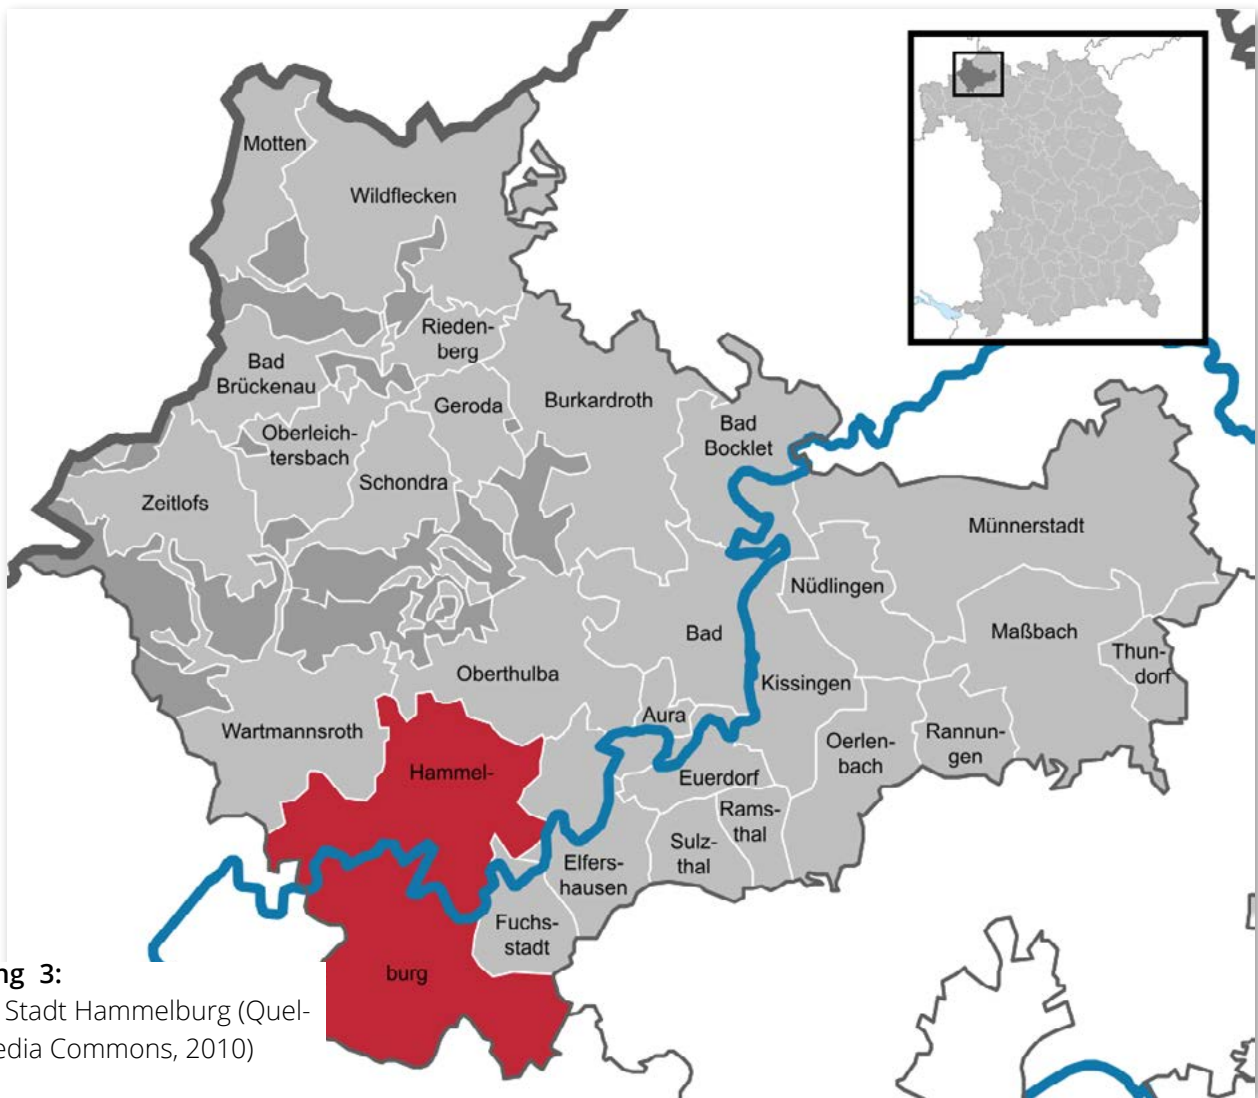 Motten
Wildflecken
Rieden-
berg
Bad
Brückenau
Geroda
Burkardroth
Bad
Bocklet
Oberleich-
tersbach
Schondra
Zeitlofs
Münnerstadt
Nüdlingen
Bad
Kissingen
Maßbach
Thun-
dorf
Oberthulba
Aura
Wartmannsroth
Hammel-
burg
Euerdorf
Oerlen-
bach
Rannun-
gen
Rams-
thal
Sulz-
thal
Elfers-
hausen
Fuchs-
stadt
ng 3:
Stadt Hammelburg (Quel-
edia Commons, 2010)